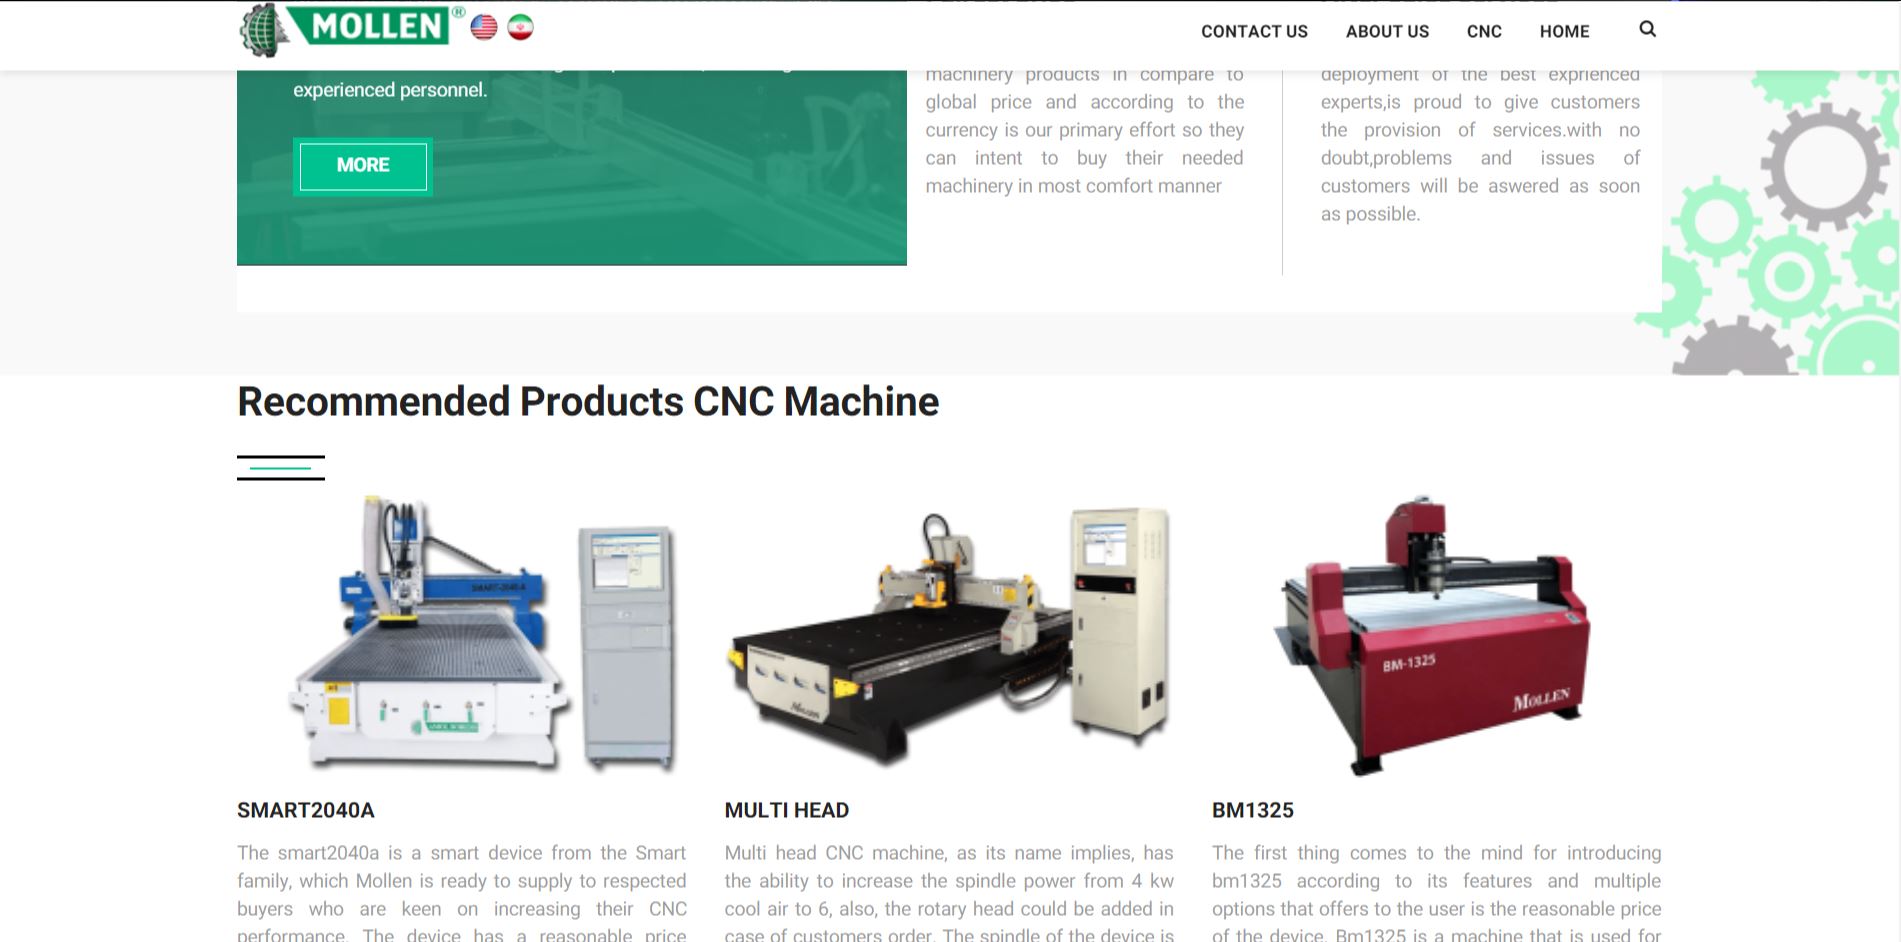 MOLLEN®
CONTACT US
ABOUT US
CNC
HOME
experienced personnel.
MORE
machinery products in compare to
global price and according to the
currency is our primary effort so they
can intent to buy their needed
machinery in most comfort manner
deployment of the best exprienced
experts,is proud to give customers
the provision of services.with no
doubt,problems and issues of
customers will be aswered as soon
as possible.
Recommended Products CNC Machine
SMART-2040-A
MOLLEN
BM-1325
MOLLEN
SMART2040A
The smart2040a is a smart device from the Smart
family, which Mollen is ready to supply to respected
buyers who are keen on increasing their CNC
performance. The device has a reasonable price
MULTI HEAD
Multi head CNC machine, as its name implies, has
the ability to increase the spindle power from 4 kw
cool air to 6, also, the rotary head could be added in
case of customers order. The spindle of the device is
BM1325
The first thing comes to the mind for introducing
bm1325 according to its features and multiple
options that offers to the user is the reasonable price
of the device. Bm1325 is a machine that is used for